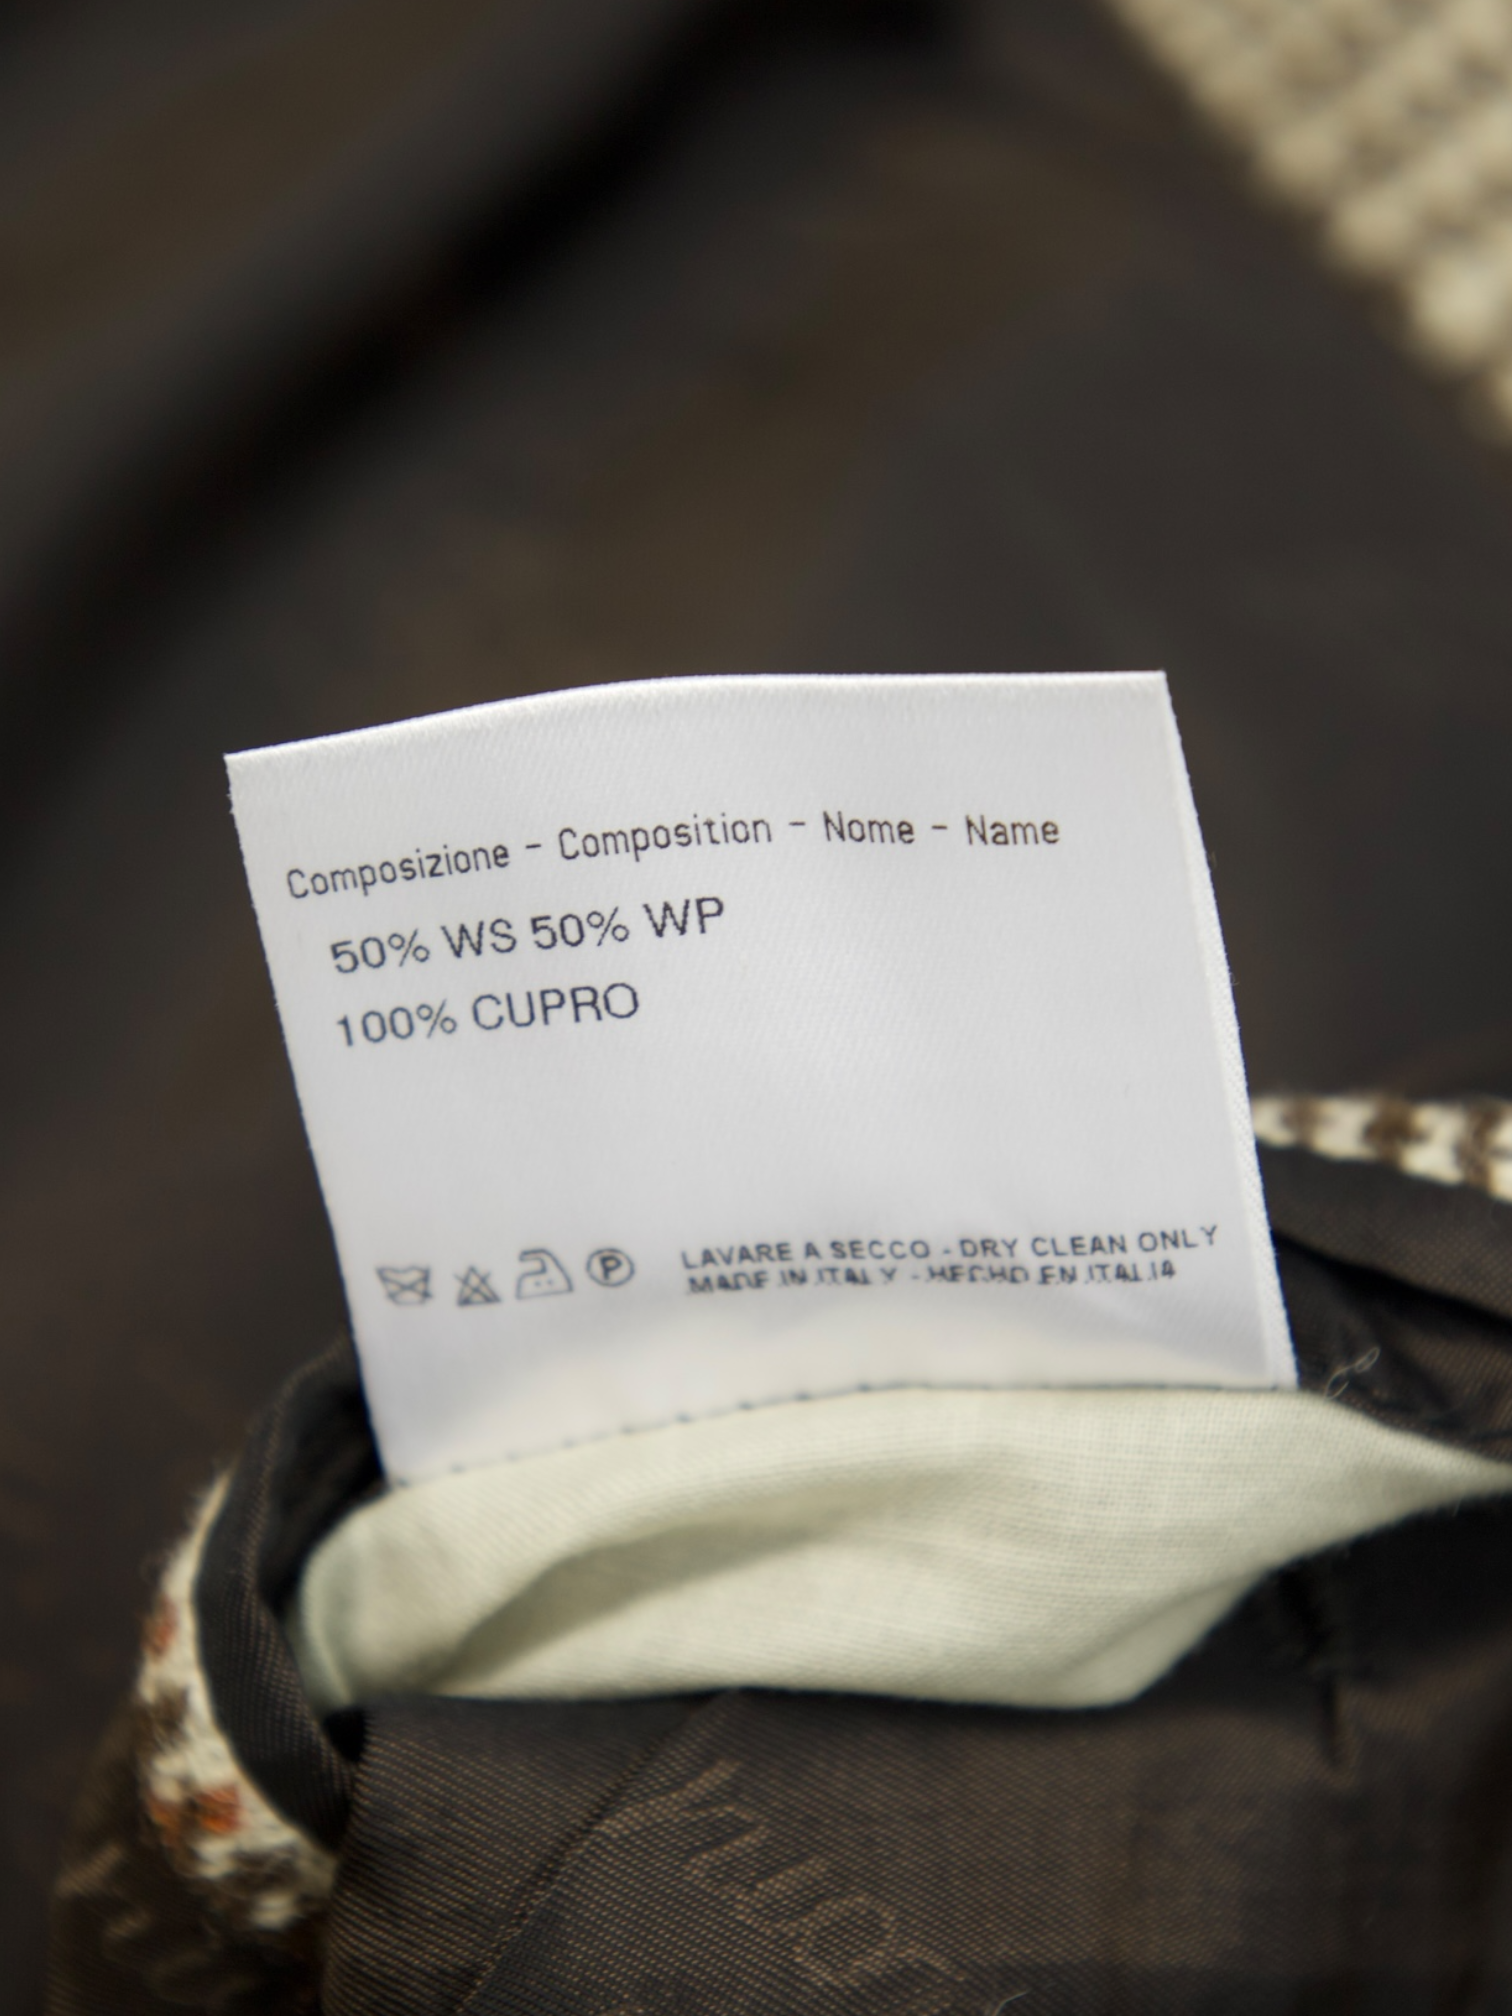 Composizione - Composition - Nome - Name
50% WS 50% WP
100% CUPRO
P
LAVARE A SECCO - DRY CLEAN ONLY
MADE IN ITALY - HECHO EN ITALIA